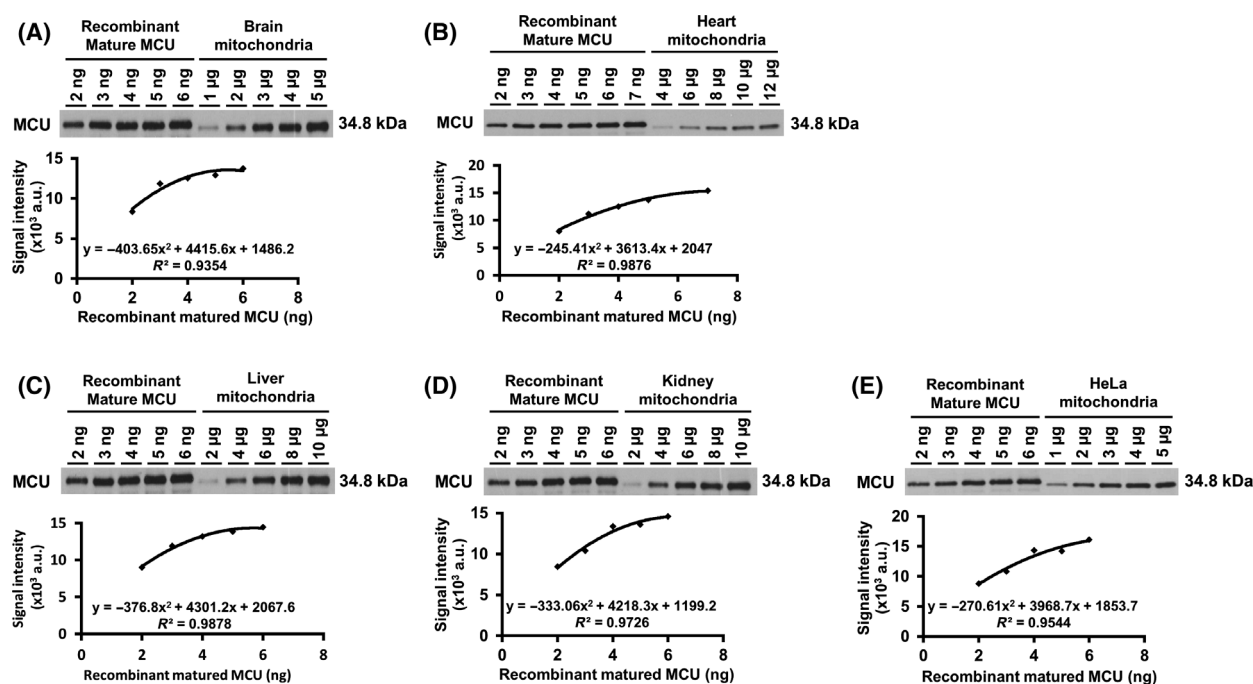 (A)
Recombinant
Mature MCU
Brain
mitochondria
2 ng 3 ng 4 ng 5 ng 6 ng 1 µg 2 µg 3 µg 4 µg 5 µg
MCU 34.8 kDa
Signal intensity
(x10³ a.u.)
15
10
5
0
y = −403.65x² + 4415.6x + 1486.2
R² = 0.9354
0 2 4 6 8
Recombinant matured MCU (ng)
(B)
Recombinant
Mature MCU
Heart
mitochondria
2 ng 3 ng 4 ng 5 ng 6 ng 7 ng 4 µg 6 µg 8 µg 10 µg 12 µg
MCU 34.8 kDa
Signal intensity
(x10³ a.u.)
20
15
10
5
0
y = −245.41x² + 3613.4x + 2047
R² = 0.9876
0 2 4 6 8
Recombinant matured MCU (ng)
(C)
Recombinant
Mature MCU
Liver
mitochondria
2 ng 3 ng 4 ng 5 ng 6 ng 2 µg 4 µg 6 µg 8 µg 10 µg
MCU 34.8 kDa
Signal intensity
(x10³ a.u.)
15
10
5
0
y = −376.8x² + 4301.2x + 2067.6
R² = 0.9878
0 2 4 6 8
Recombinant matured MCU (ng)
(D)
Recombinant
Mature MCU
Kidney
mitochondria
2 ng 3 ng 4 ng 5 ng 6 ng 2 µg 4 µg 6 µg 8 µg 10 µg
MCU 34.8 kDa
Signal intensity
(x10³ a.u.)
15
10
5
0
y = −333.06x² + 4218.3x + 1199.2
R² = 0.9726
0 2 4 6 8
Recombinant matured MCU (ng)
(E)
Recombinant
Mature MCU
HeLa
mitochondria
2 ng 3 ng 4 ng 5 ng 6 ng 1 µg 2 µg 3 µg 4 µg 5 µg
MCU 34.8 kDa
Signal intensity
(x10³ a.u.)
20
15
10
5
0
y = −270.61x² + 3968.7x + 1853.7
R² = 0.9544
0 2 4 6 8
Recombinant matured MCU (ng)